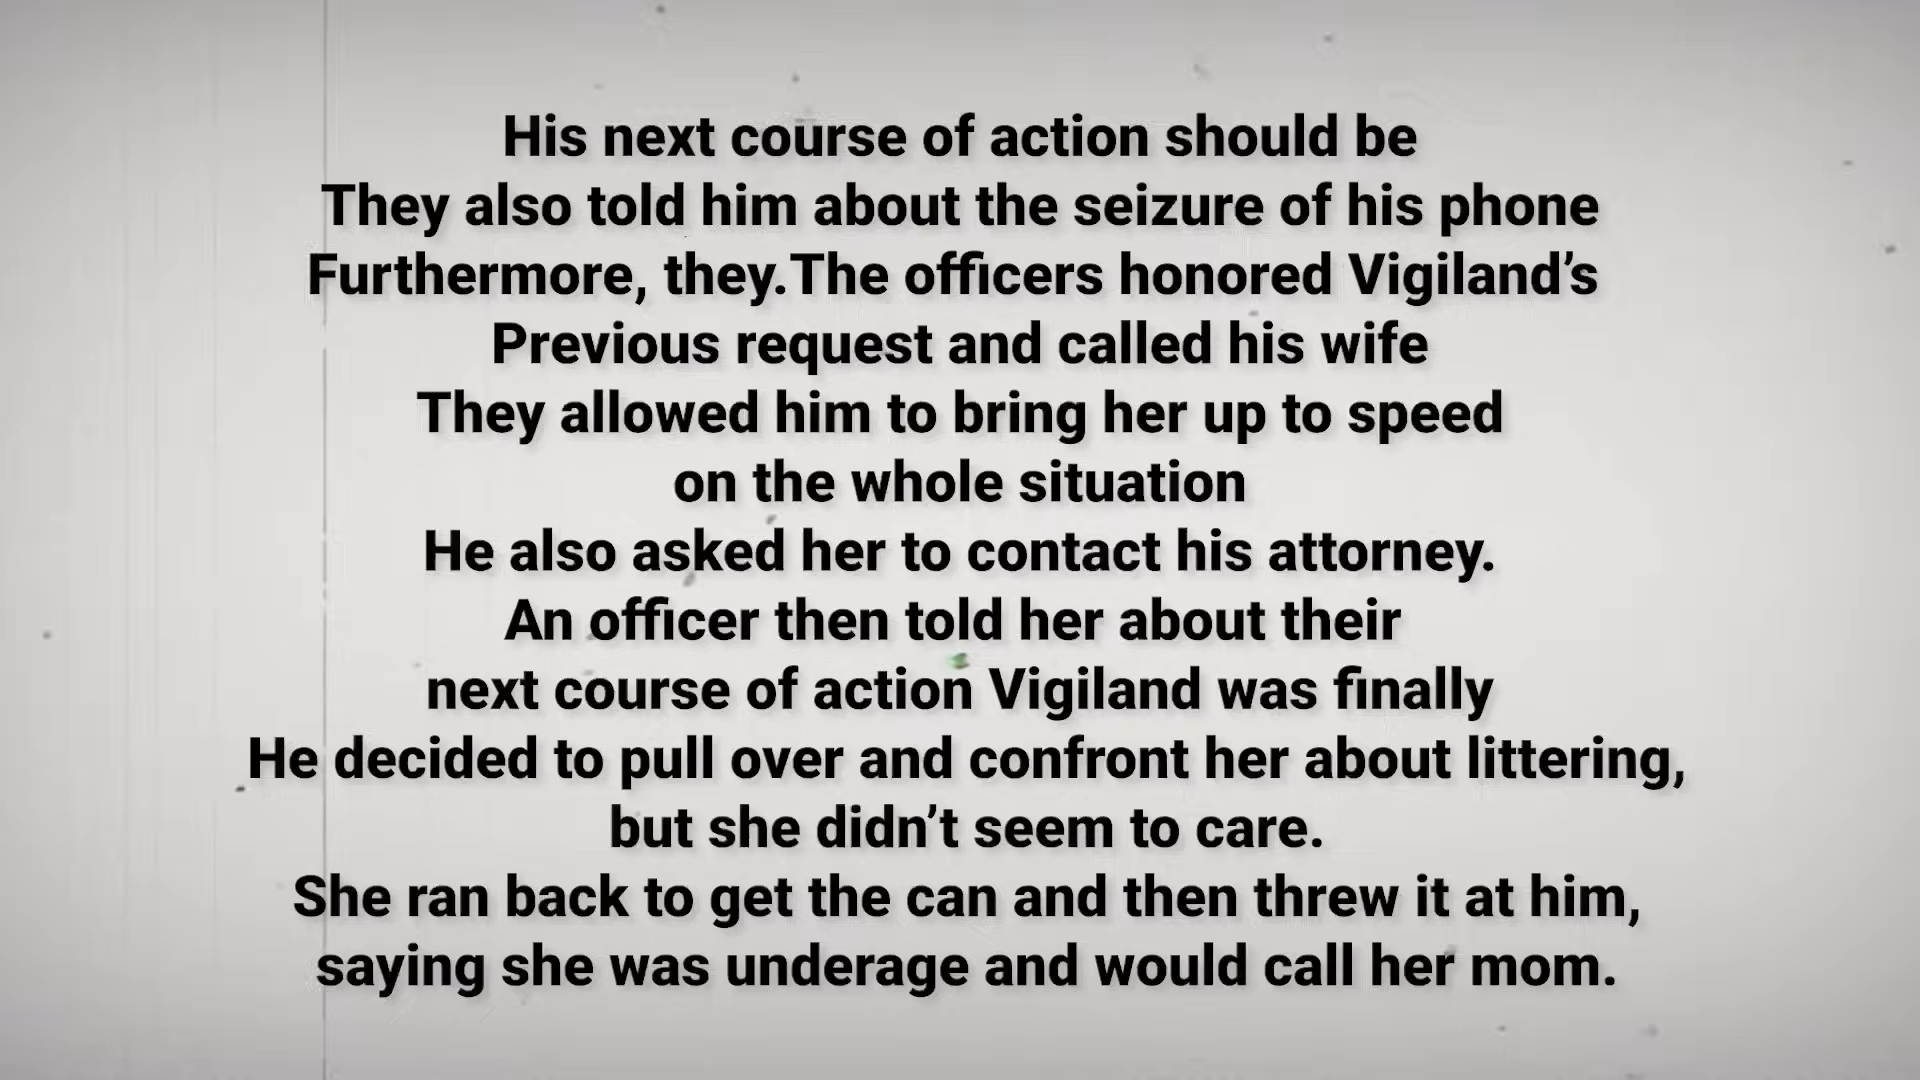 His next course of action should be
They also told him about the seizure of his phone
Furthermore, they.The officers honored Vigiland’s
Previous request and called his wife
They allowed him to bring her up to speed
on the whole situation
He also asked her to contact his attorney.
An officer then told her about their
next course of action Vigiland was finally
He decided to pull over and confront her about littering,
but she didn’t seem to care.
She ran back to get the can and then threw it at him,
saying she was underage and would call her mom.